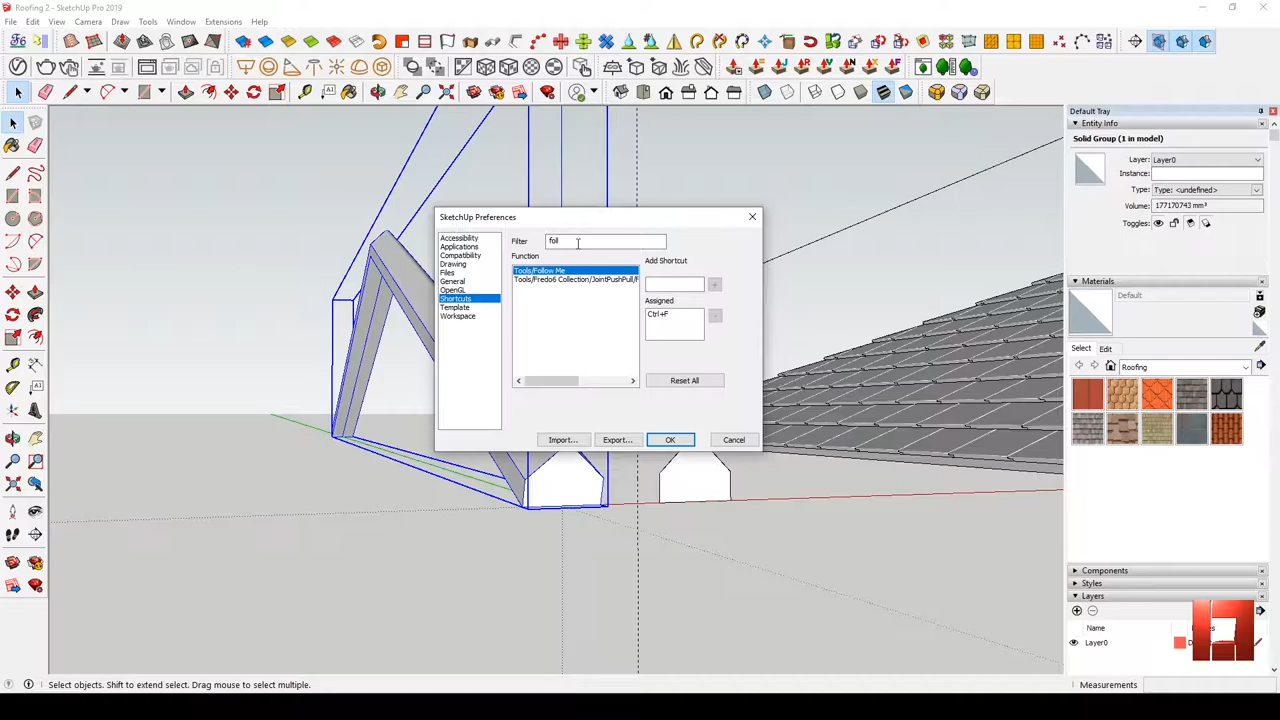 Roofing 2 - SketchUp Pro 2019
File Edit View Camera Draw Tools Window Extensions Help
Default Tray
Entity Info
Solid Group (1 in model)
Layer: Layer0
Instance:
Type: Type: <undefined>
Volume: 177170743 mm³
Toggles:
Materials
Default
Select Edit
Roofing
Components
Styles
Layers
Name
Layer0
SketchUp Preferences
Accessibility
Applications
Compatibility
Drawing
Files
General
OpenGL
Shortcuts
Template
Workspace
Filter foll
Function
Tools/Follow Me
Tools/Fredo6 Collection/JointPushPull/F
Add Shortcut
+
Assigned
Ctrl+F
-
Reset All
Import... Export... OK Cancel
Select objects. Shift to extend select. Drag mouse to select multiple.
Measurements